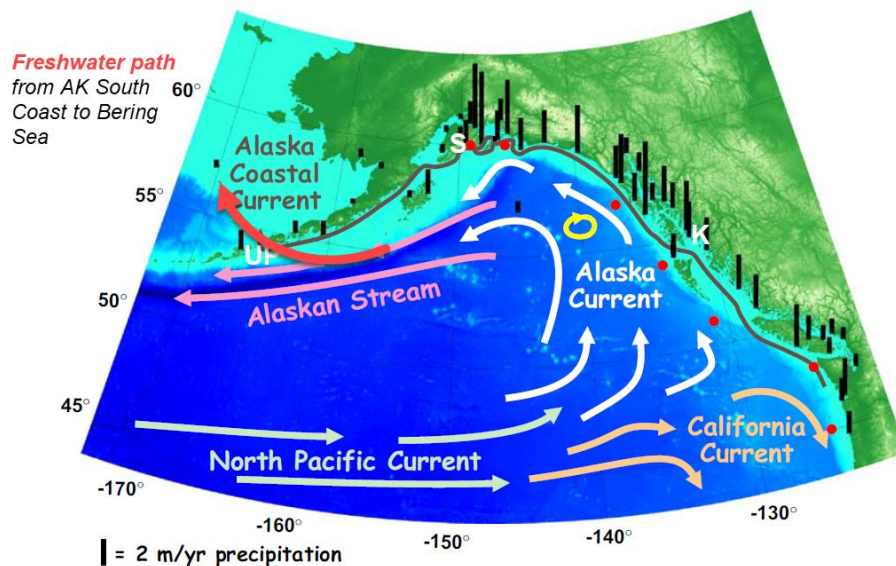 Freshwater path
from AK South
Coast to Bering
Sea
60°
55°
50°
45°
Alaska
Coastal
Current
S
K
UP
Alaska
Current
Alaskan Stream
North Pacific Current
California
Current
-170°
-160°
-150°
-140°
-130°
= 2 m/yr precipitation